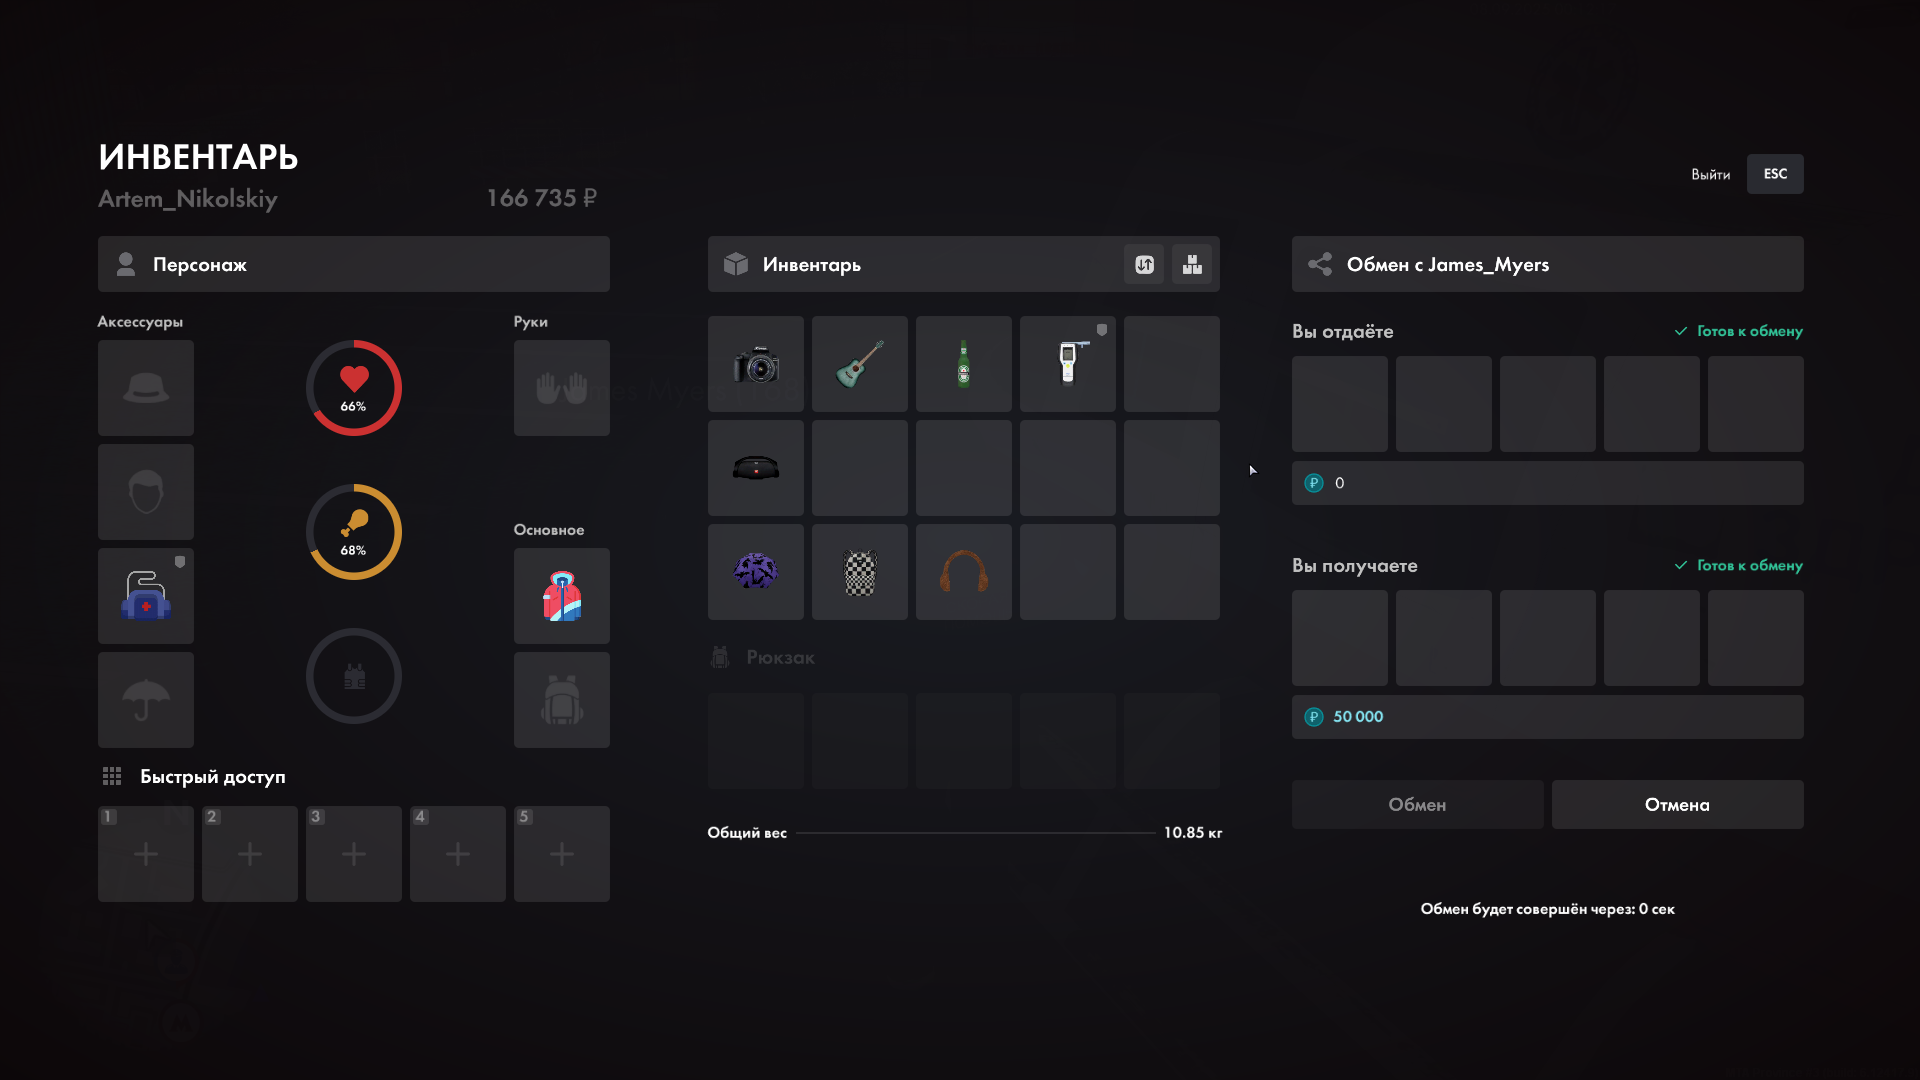 ИНВЕНТАРЬ
Artem_Nikolskiy
166 735 ₽
Выйти
ESC
Персонаж
Аксессуары
Руки
66%
68%
Основное
Быстрый доступ
1
2
3
4
5
Инвентарь
Рюкзак
Общий вес
10.85 кг
Обмен с James_Myers
Вы отдаёте
Готов к обмену
₽ 0
Вы получаете
Готов к обмену
₽ 50 000
Обмен
Отмена
Обмен будет совершён через: 0 сек